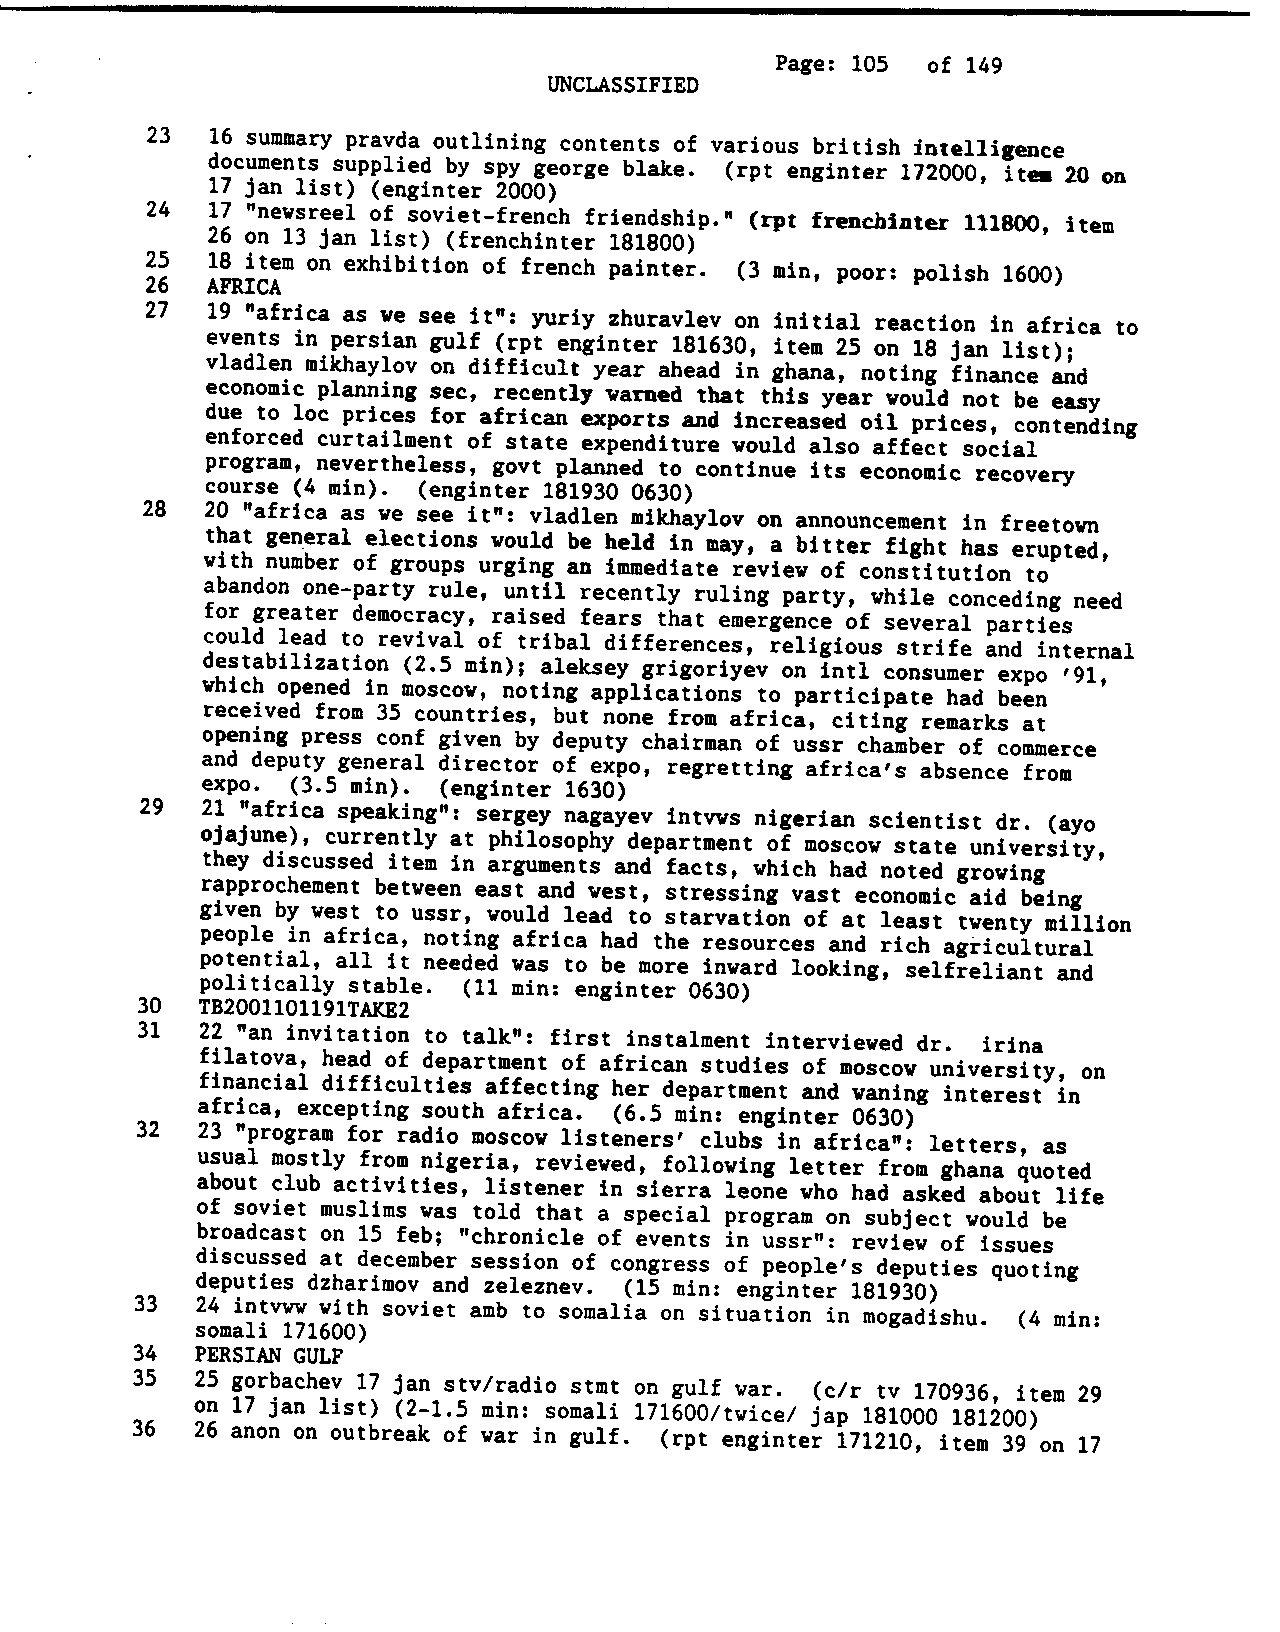 Page: 105 of 149
UNCLASSIFIED
23 16 summary pravda outlining contents of various british intelligence
documents supplied by spy george blake. (rpt enginter 172000, item 20 on
17 jan list) (enginter 2000)
24 17 "newsreel of soviet-french friendship." (rpt frenchinter 111800, item
26 on 13 jan list) (frenchinter 181800)
25 18 item on exhibition of french painter. (3 min, poor: polish 1600)
26 AFRICA
27 19 "africa as we see it": yuriy zhuravlev on initial reaction in africa to
events in persian gulf (rpt enginter 181630, item 25 on 18 jan list);
vladlen mikhaylov on difficult year ahead in ghana, noting finance and
economic planning sec, recently warned that this year would not be easy
due to loc prices for african exports and increased oil prices, contending
enforced curtailment of state expenditure would also affect social
program, nevertheless, govt planned to continue its economic recovery
course (4 min). (enginter 181930 0630)
28 20 "africa as we see it": vladlen mikhaylov on announcement in freetown
that general elections would be held in may, a bitter fight has erupted,
with number of groups urging an immediate review of constitution to
abandon one-party rule, until recently ruling party, while conceding need
for greater democracy, raised fears that emergence of several parties
could lead to revival of tribal differences, religious strife and internal
destabilization (2.5 min); aleksey grigoriyev on intl consumer expo '91,
which opened in moscow, noting applications to participate had been
received from 35 countries, but none from africa, citing remarks at
opening press conf given by deputy chairman of ussr chamber of commerce
and deputy general director of expo, regretting africa's absence from
expo. (3.5 min). (enginter 1630)
29 21 "africa speaking": sergey nagayev intvws nigerian scientist dr. (ayo
ojajune), currently at philosophy department of moscow state university,
they discussed item in arguments and facts, which had noted growing
rapprochement between east and west, stressing vast economic aid being
given by west to ussr, would lead to starvation of at least twenty million
people in africa, noting africa had the resources and rich agricultural
potential, all it needed was to be more inward looking, selfreliant and
politically stable. (11 min: enginter 0630)
30 TB2001101191TAKE2
31 22 "an invitation to talk": first instalment interviewed dr. irina
filatova, head of department of african studies of moscow university, on
financial difficulties affecting her department and waning interest in
africa, excepting south africa. (6.5 min: enginter 0630)
32 23 "program for radio moscow listeners' clubs in africa": letters, as
usual mostly from nigeria, reviewed, following letter from ghana quoted
about club activities, listener in sierra leone who had asked about life
of soviet muslims was told that a special program on subject would be
broadcast on 15 feb; "chronicle of events in ussr": review of issues
discussed at december session of congress of people's deputies quoting
deputies dzharimov and zeleznev. (15 min: enginter 181930)
33 24 intvww with soviet amb to somalia on situation in mogadishu. (4 min:
somali 171600)
34 PERSIAN GULF
35 25 gorbachev 17 jan stv/radio stmt on gulf war. (c/r tv 170936, item 29
on 17 jan list) (2-1.5 min: somali 171600/twice/ jap 181000 181200)
36 26 anon on outbreak of war in gulf. (rpt enginter 171210, item 39 on 17